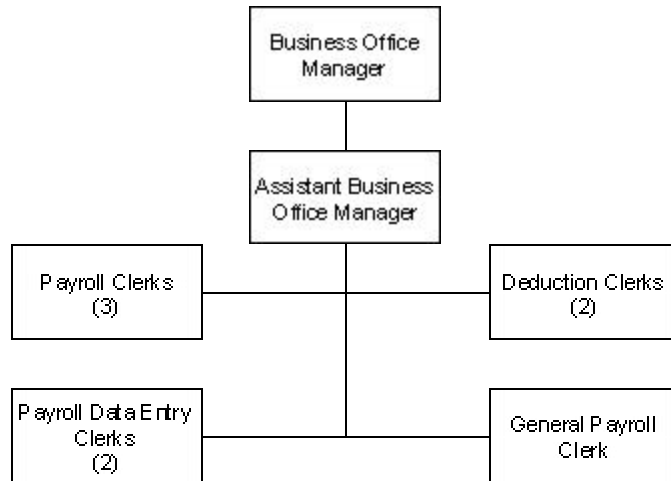 Business Office
Manager
Assistant Business
Office Manager
Payroll Clerks
(3)
Deduction Clerks
(2)
Payroll Data Entry
Clerks
(2)
General Payroll
Clerk